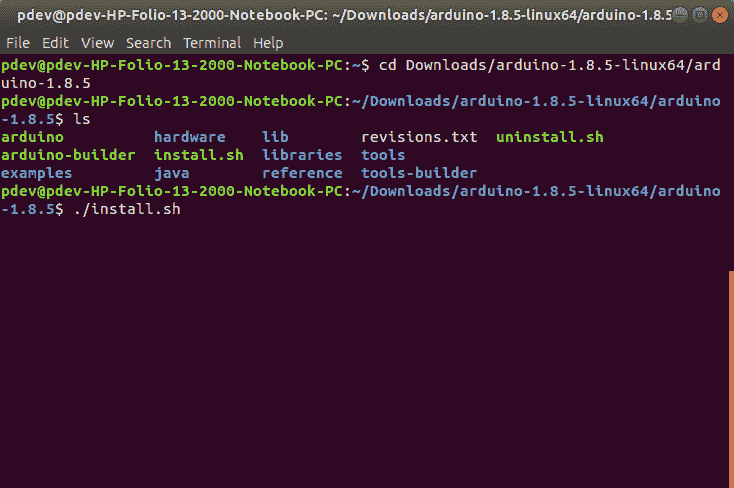 pdev@pdev-HP-Folio-13-2000-Notebook-PC: ~/Downloads/arduino-1.8.5-linux64/arduino-1.8.5
File Edit View Search Terminal Help
pdev@pdev-HP-Folio-13-2000-Notebook-PC:~$ cd Downloads/arduino-1.8.5-linux64/ard
uino-1.8.5
pdev@pdev-HP-Folio-13-2000-Notebook-PC:~/Downloads/arduino-1.8.5-linux64/arduino
-1.8.5$ ls
arduino hardware lib revisions.txt uninstall.sh
arduino-builder install.sh libraries tools
examples java reference tools-builder
pdev@pdev-HP-Folio-13-2000-Notebook-PC:~/Downloads/arduino-1.8.5-linux64/arduino
-1.8.5$ ./install.sh